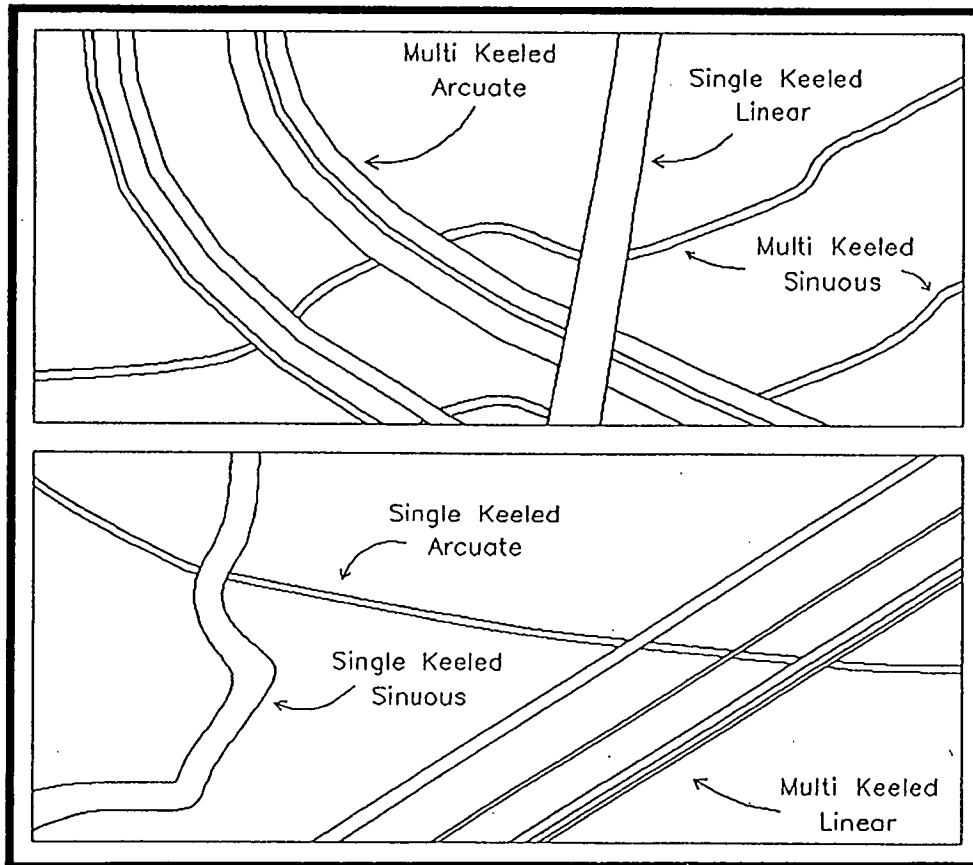 Multi Keeled
Arcuate
Single Keeled
Linear
Multi Keeled
Sinuous
Single Keeled
Arcuate
Single Keeled
Sinuous
Multi Keeled
Linear